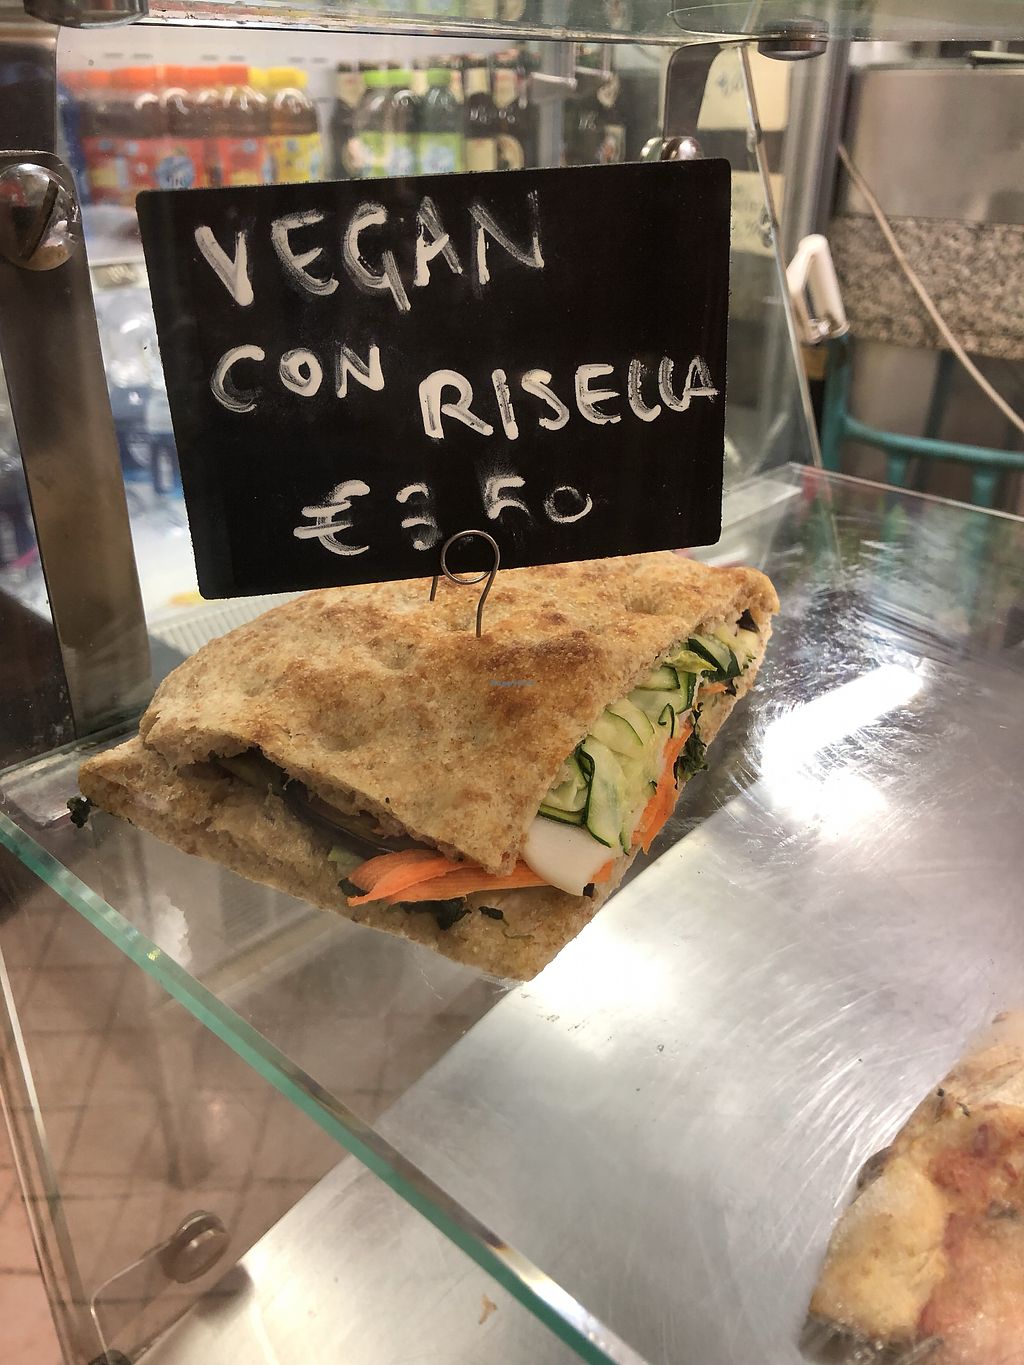 VEGAN
CON RISELLA
€ 3.50